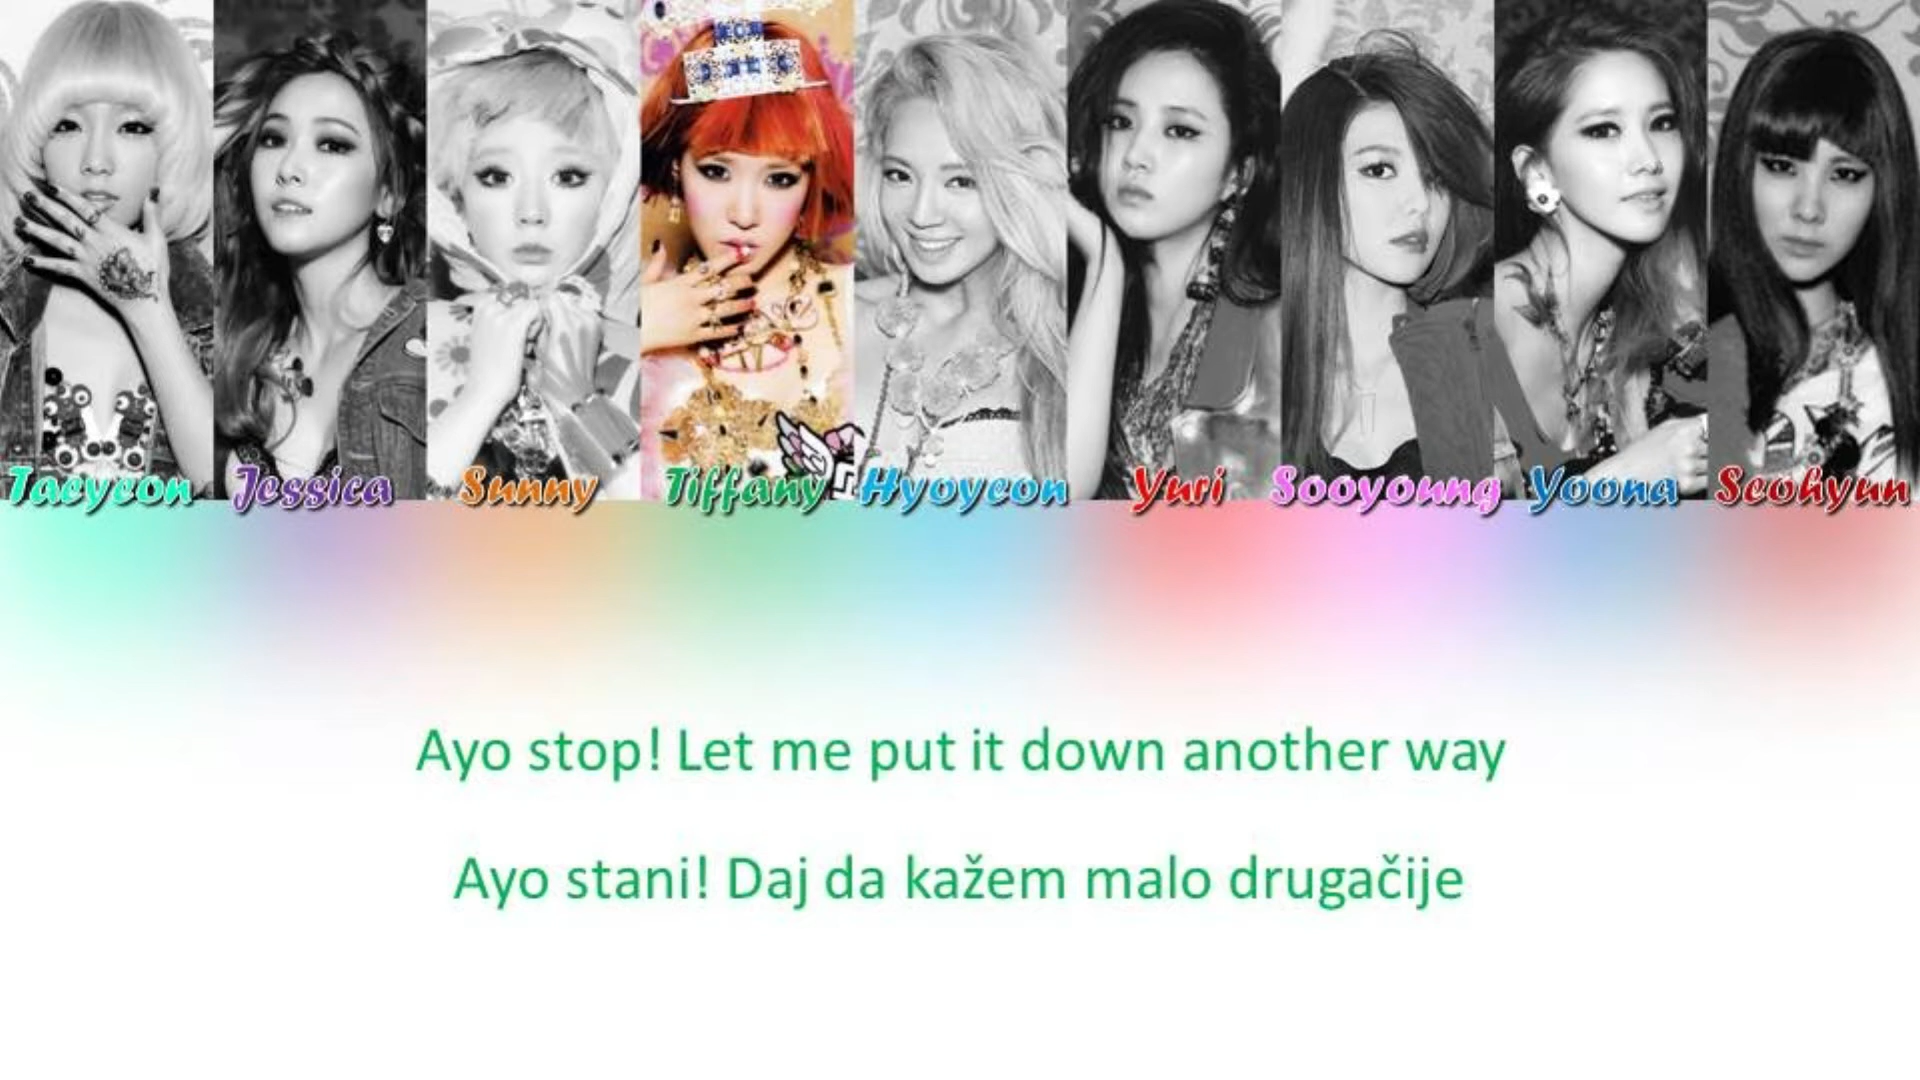 Taeyeon Jessica Sunny Tiffany Hyoyeon Yuri Sooyoung Yoona Seohyun
Ayo stop! Let me put it down another way
Ayo stani! Daj da kažem malo drugačije